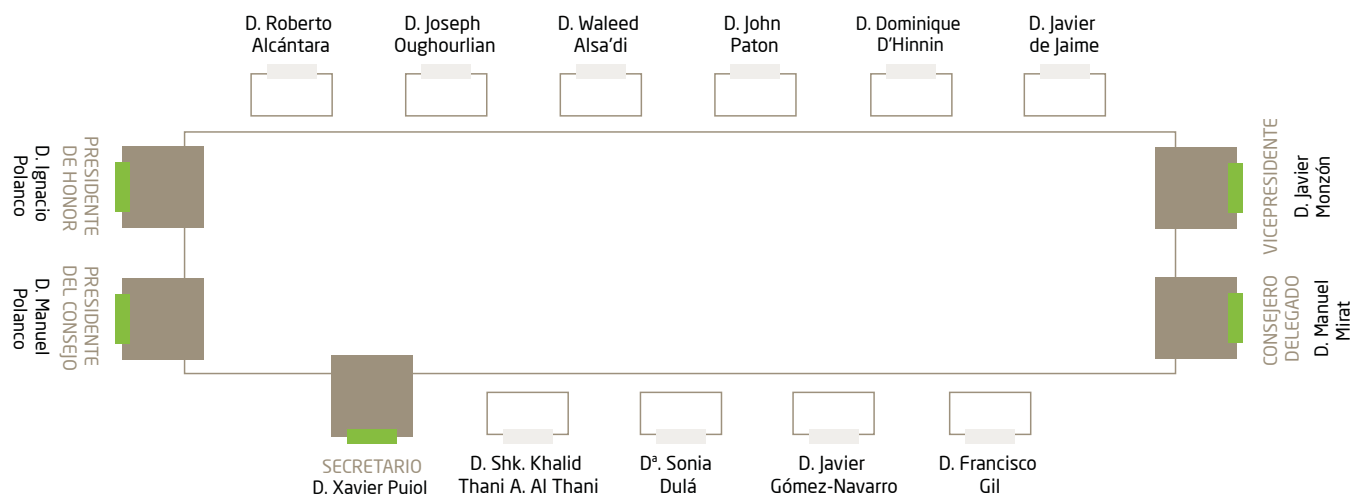 D. Roberto
Alcántara
D. Joseph
Oughourlian
D. Waleed
Alsa'di
D. John
Paton
D. Dominique
D'Hinnin
D. Javier
de Jaime
PRESIDENTE
DE HONOR
D. Ignacio
Polanco
PRESIDENTE
DEL CONSEJO
D. Manuel
Polanco
VICEPRESIDENTE
D. Javier
Monzón
CONSEJERO
DELEGADO
D. Manuel
Mirat
SECRETARIO
D. Xavier Pujol
D. Shk. Khalid
Thani A. Al Thani
Dª. Sonia
Dulá
D. Javier
Gómez-Navarro
D. Francisco
Gil